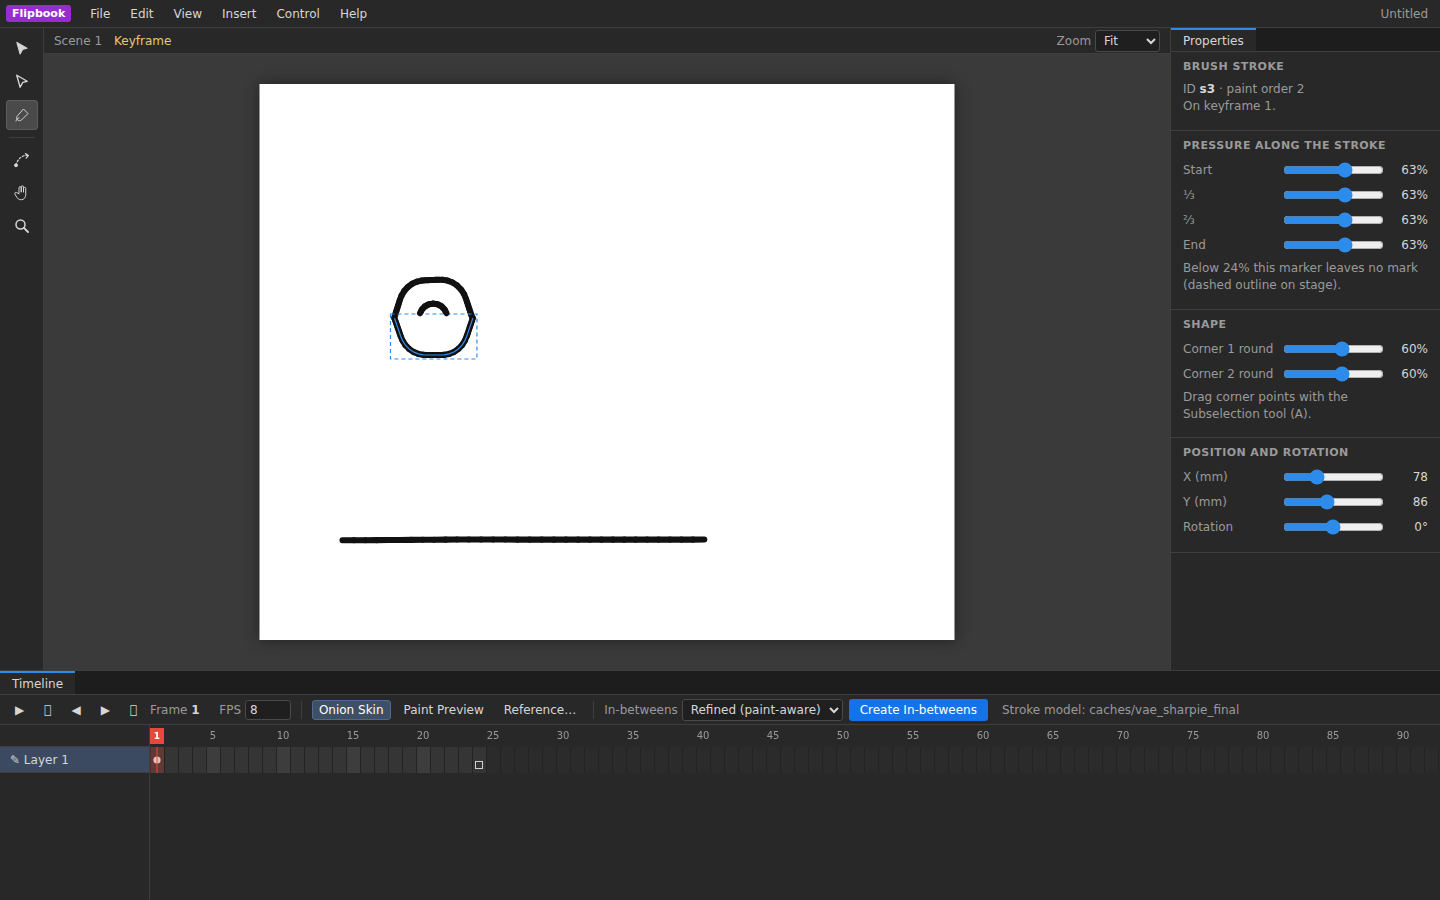 Flipbook File Edit View Insert Control Help Untitled
Scene 1 Keyframe Zoom Fit
Properties
BRUSH STROKE
ID s3 · paint order 2
On keyframe 1.
PRESSURE ALONG THE STROKE
Start 63%
⅓ 63%
⅔ 63%
End 63%
Below 24% this marker leaves no mark
(dashed outline on stage).
SHAPE
Corner 1 round 60%
Corner 2 round 60%
Drag corner points with the
Subselection tool (A).
POSITION AND ROTATION
X (mm) 78
Y (mm) 86
Rotation 0°
Timeline
Frame 1 FPS 8 Onion Skin Paint Preview Reference... In-betweens Refined (paint-aware) Create In-betweens Stroke model: caches/vae_sharpie_final
1 5 10 15 20 25 30 35 40 45 50 55 60 65 70 75 80 85 90
Layer 1